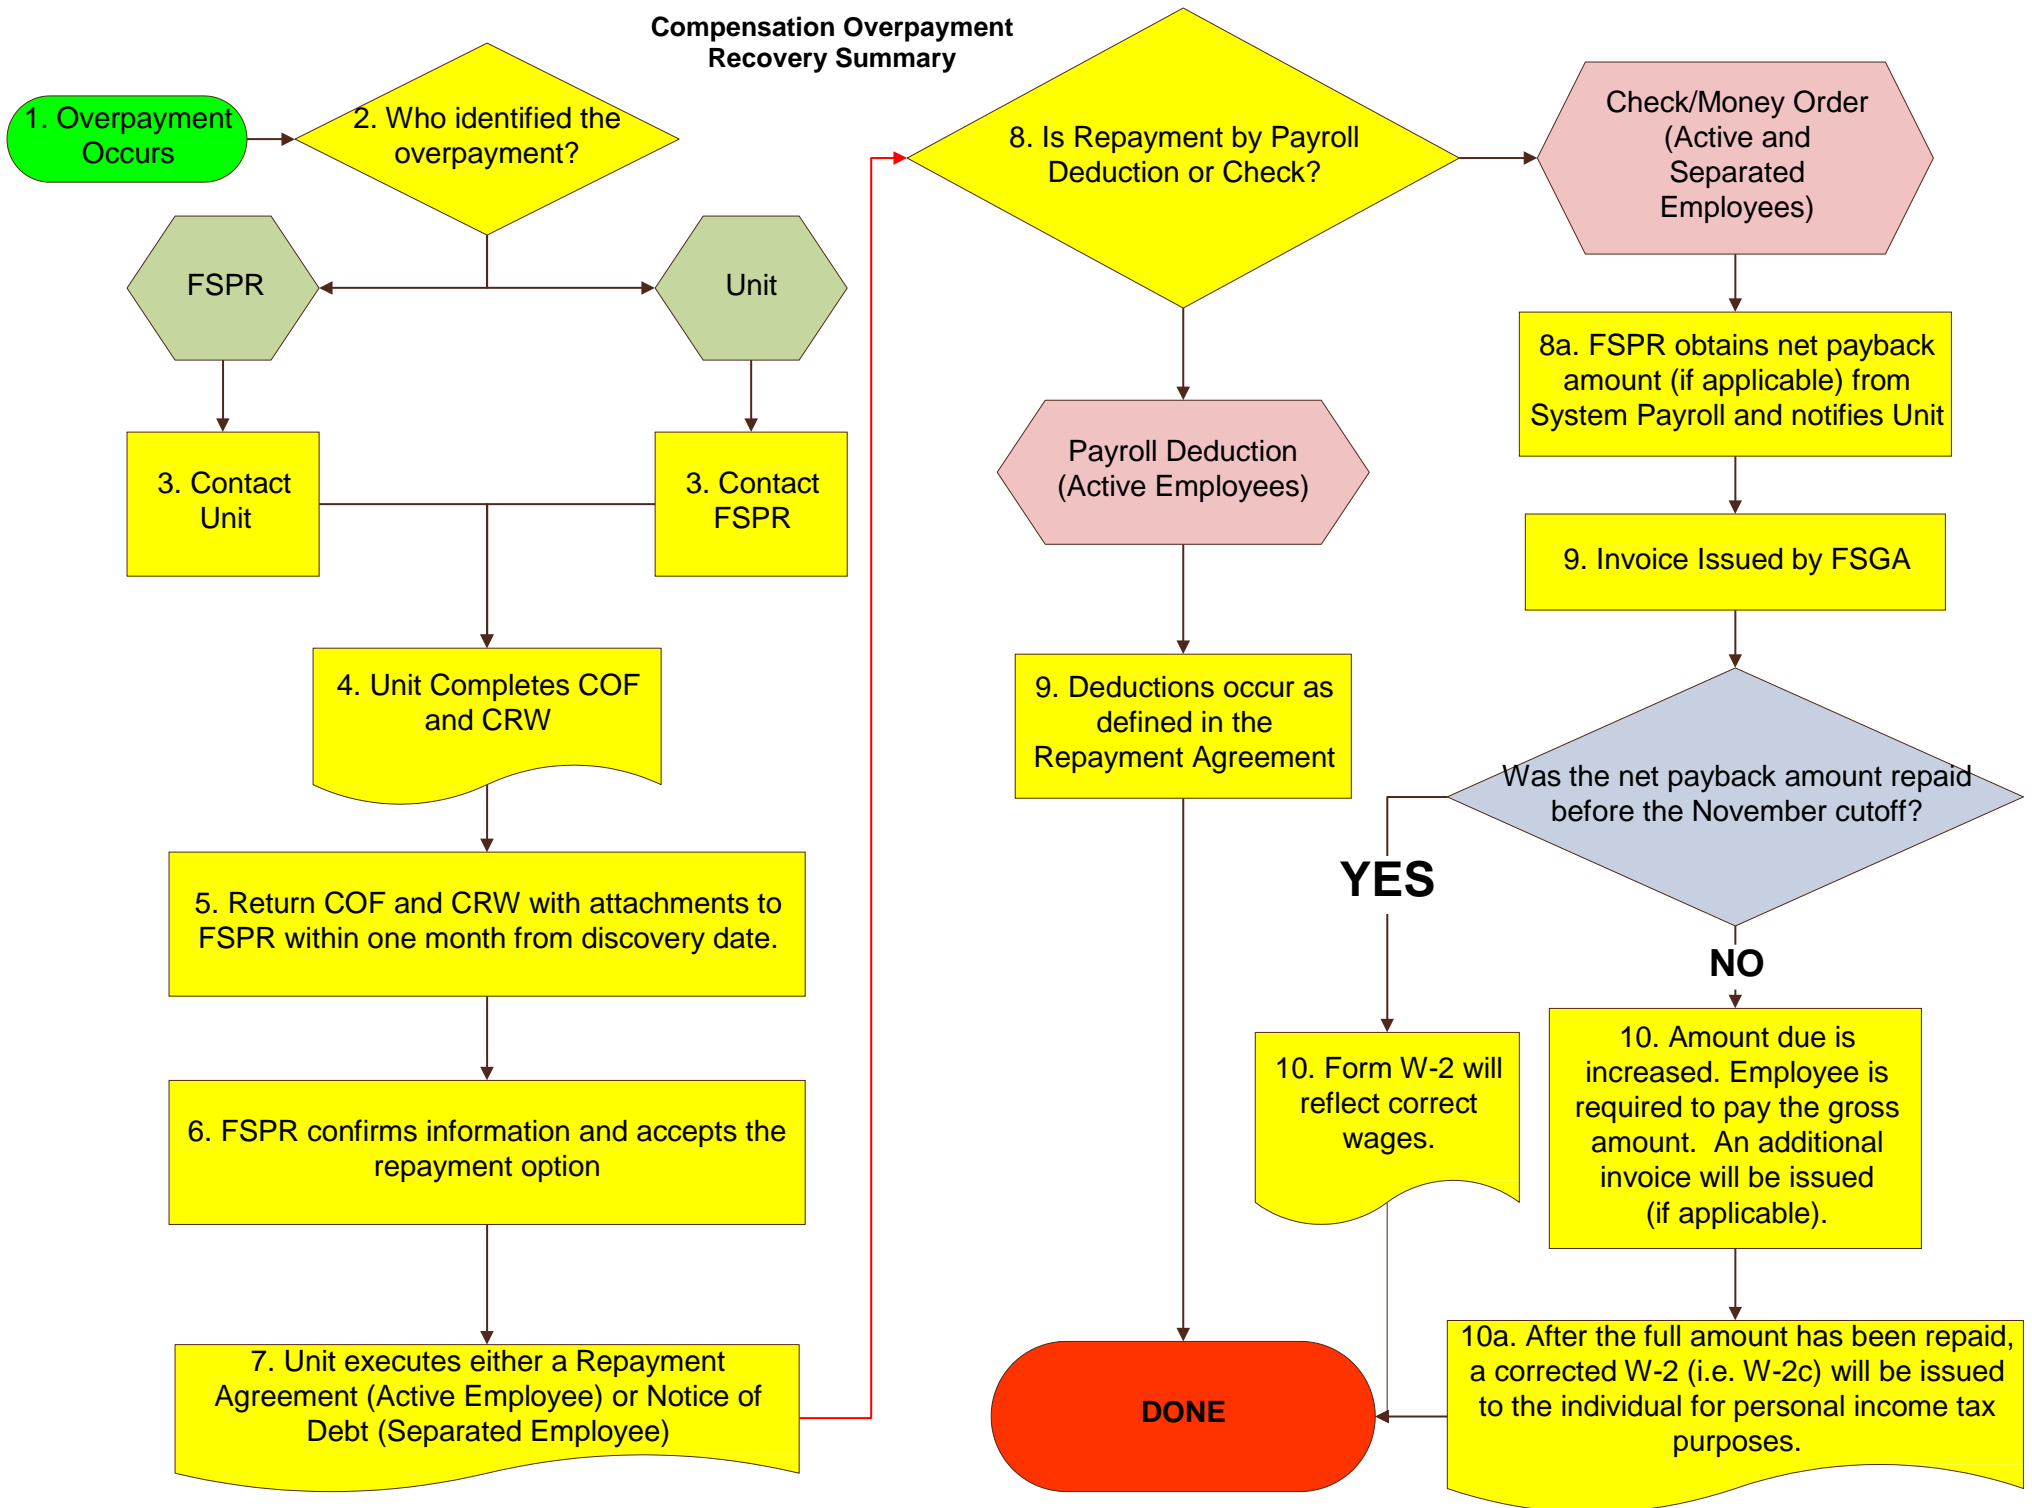 Compensation Overpayment
Recovery Summary
1. Overpayment
Occurs
2. Who identified the
overpayment?
FSPR
Unit
3. Contact
Unit
3. Contact
FSPR
4. Unit Completes COF
and CRW
5. Return COF and CRW with attachments to
FSPR within one month from discovery date.
6. FSPR confirms information and accepts the
repayment option
7. Unit executes either a Repayment
Agreement (Active Employee) or Notice of
Debt (Separated Employee)
8. Is Repayment by Payroll
Deduction or Check?
Payroll Deduction
(Active Employees)
9. Deductions occur as
defined in the
Repayment Agreement
Check/Money Order
(Active and
Separated
Employees)
8a. FSPR obtains net payback
amount (if applicable) from
System Payroll and notifies Unit
9. Invoice Issued by FSGA
Was the net payback amount repaid
before the November cutoff?
YES
NO
10. Form W-2 will
reflect correct
wages.
10. Amount due is
increased. Employee is
required to pay the gross
amount.  An additional
invoice will be issued
(if applicable).
10a. After the full amount has been repaid,
a corrected W-2 (i.e. W-2c) will be issued
to the individual for personal income tax
purposes.
DONE